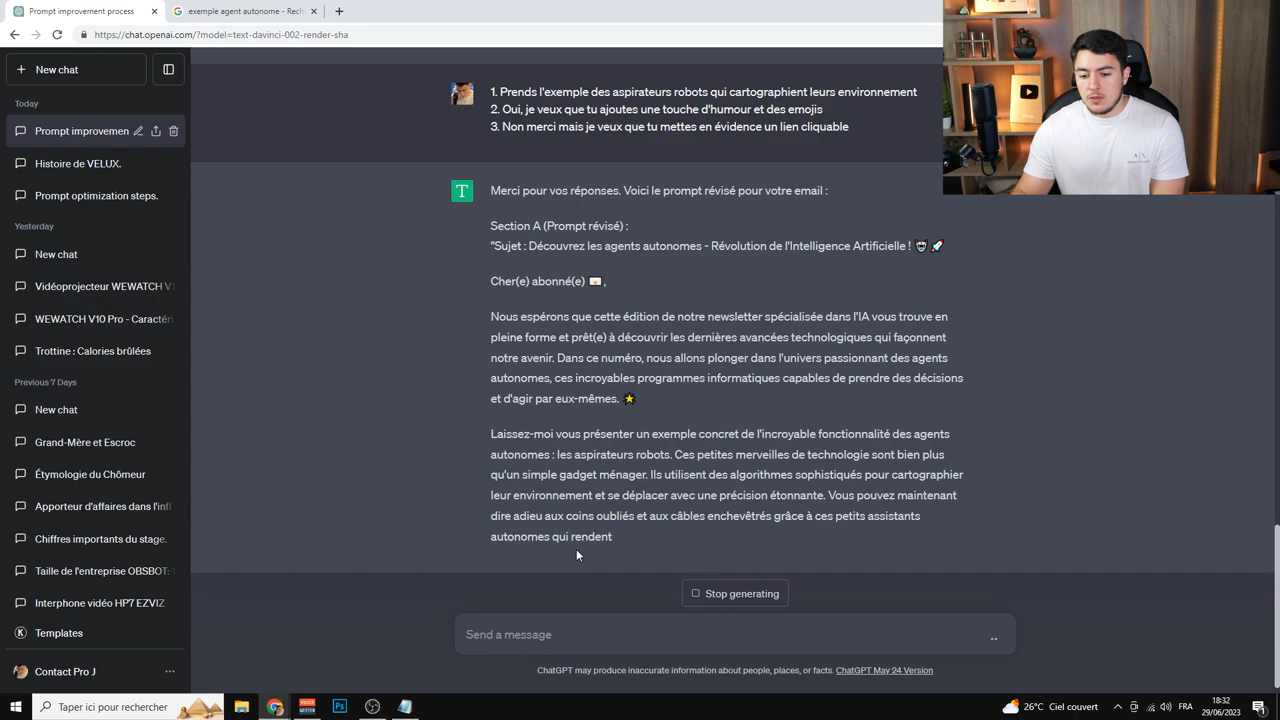 Prompt improvement process
exemple agent autonome - Rech
https://chat.openai.com/?model=text-davinci-002-render-sha
New chat
Today
Prompt improvemen
Histoire de VELUX.
Prompt optimization steps.
Yesterday
New chat
Vidéoprojecteur WEWATCH V1
WEWATCH V10 Pro - Caractéri
Trottine : Calories brûlées
Previous 7 Days
New chat
Grand-Mère et Escroc
Étymologie du Chômeur
Apporteur d'affaires dans l'infl
Chiffres importants du stage.
Taille de l'entreprise OBSBOT:
Interphone vidéo HP7 EZVIZ
Templates
Contact Pro J
1. Prends l'exemple des aspirateurs robots qui cartographient leurs environnement
2. Oui, je veux que tu ajoutes une touche d'humour et des emojis
3. Non merci mais je veux que tu mettes en évidence un lien cliquable
T
Merci pour vos réponses. Voici le prompt révisé pour votre email :
Section A (Prompt révisé) :
"Sujet : Découvrez les agents autonomes - Révolution de l'Intelligence Artificielle ! 🤖🚀
Cher(e) abonné(e) 💌,
Nous espérons que cette édition de notre newsletter spécialisée dans l'IA vous trouve en
pleine forme et prêt(e) à découvrir les dernières avancées technologiques qui façonnent
notre avenir. Dans ce numéro, nous allons plonger dans l'univers passionnant des agents
autonomes, ces incroyables programmes informatiques capables de prendre des décisions
et d'agir par eux-mêmes. 🌟
Laissez-moi vous présenter un exemple concret de l'incroyable fonctionnalité des agents
autonomes : les aspirateurs robots. Ces petites merveilles de technologie sont bien plus
qu'un simple gadget ménager. Ils utilisent des algorithmes sophistiqués pour cartographier
leur environnement et se déplacer avec une précision étonnante. Vous pouvez maintenant
dire adieu aux coins oubliés et aux câbles enchevêtrés grâce à ces petits assistants
autonomes qui rendent
Stop generating
Send a message
ChatGPT may produce inaccurate information about people, places, or facts. ChatGPT May 24 Version
Taper ici pour rechercher
26°C Ciel couvert
FRA
18:32
29/06/2023